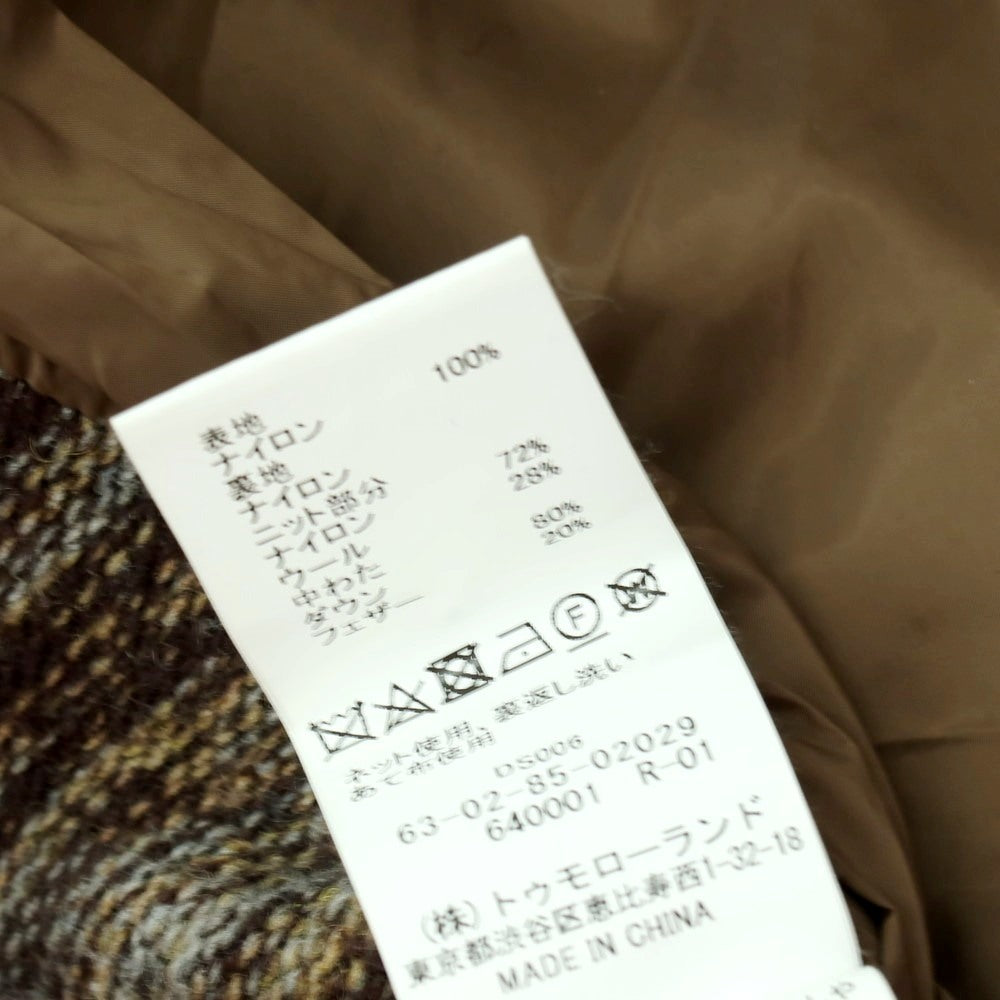 表地
ナイロン 100%
裏地
ナイロン
ニット部分
ナイロン 72%
ウール 28%
中わた
ダウン 80%
フェザー 20%
F
W
ネット使用、裏返し洗い
あて布使用
DS006
63-02-85-02029
640001 R-01
(株)トゥモローランド
東京都渋谷区恵比寿西1-32-18
MADE IN CHINA